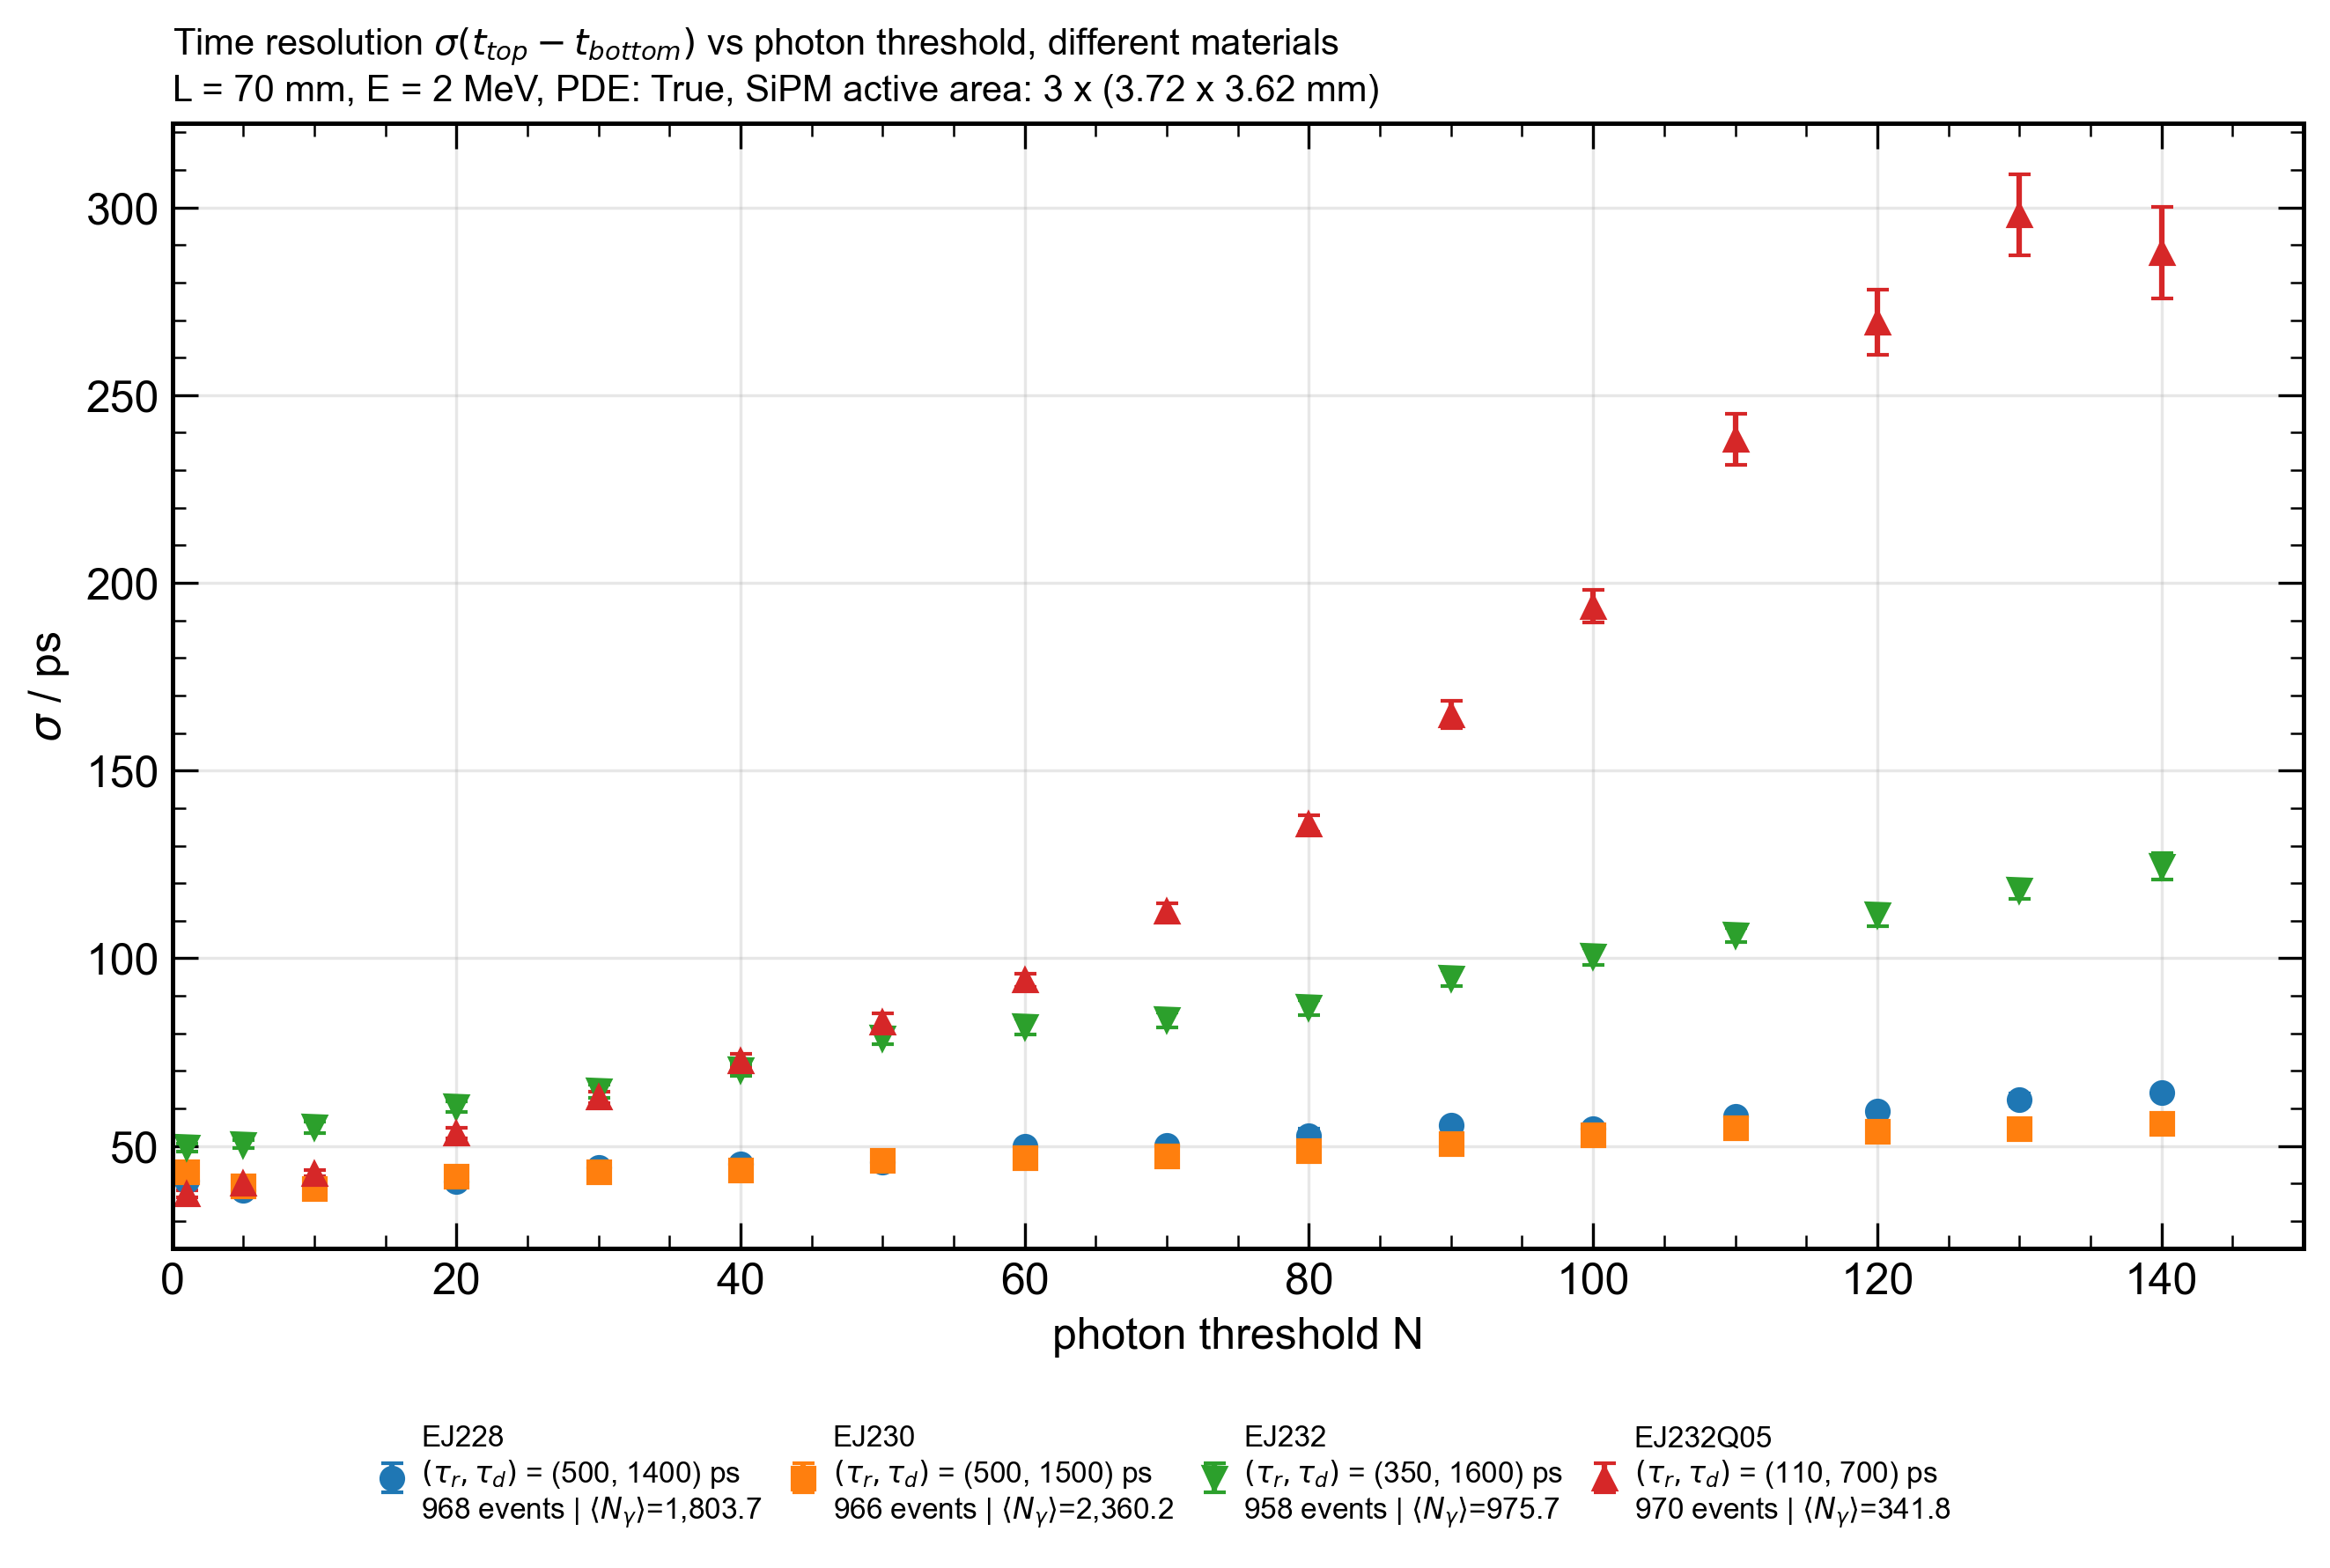 Time resolution σ(t_top − t_bottom) vs photon threshold, different materials
L = 70 mm, E = 2 MeV, PDE: True, SiPM active area: 3 x (3.72 x 3.62 mm)
300
250
200
150
100
50
σ / ps
0 20 40 60 80 100 120 140
photon threshold N
EJ228
(τ_r, τ_d) = (500, 1400) ps
968 events | ⟨N_γ⟩=1,803.7
EJ230
(τ_r, τ_d) = (500, 1500) ps
966 events | ⟨N_γ⟩=2,360.2
EJ232
(τ_r, τ_d) = (350, 1600) ps
958 events | ⟨N_γ⟩=975.7
EJ232Q05
(τ_r, τ_d) = (110, 700) ps
970 events | ⟨N_γ⟩=341.8